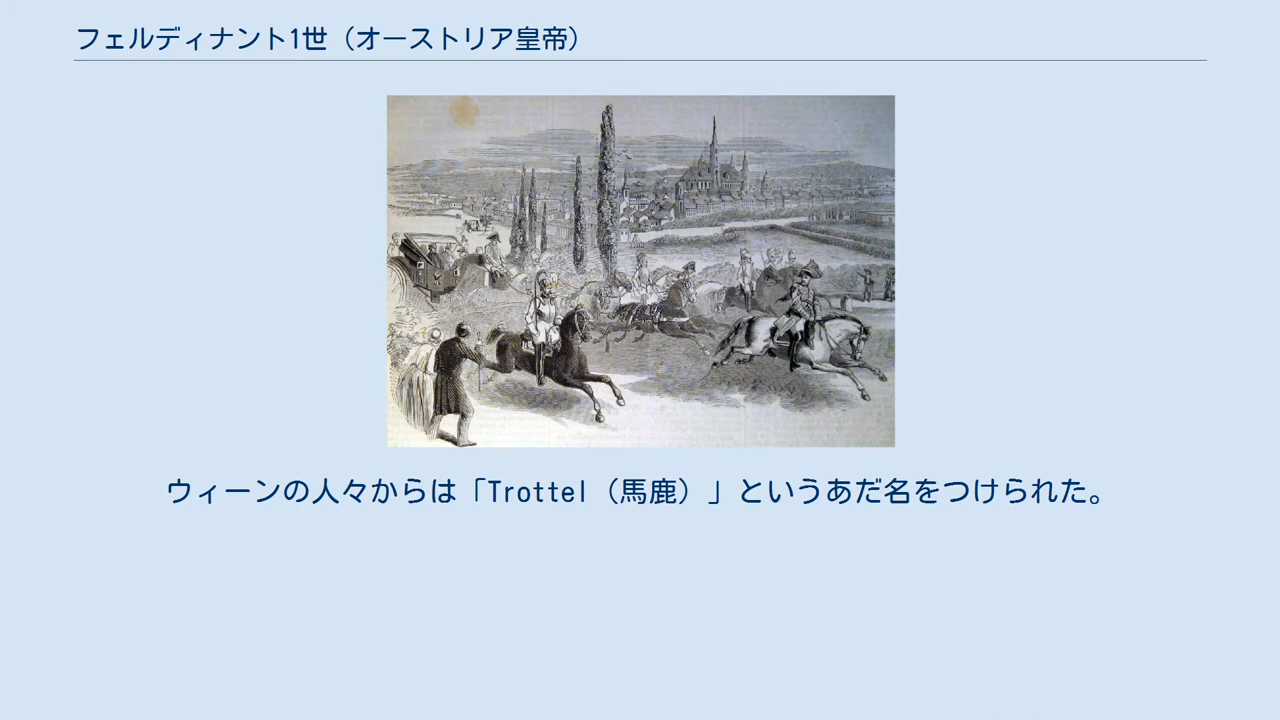 フェルディナント1世（オーストリア皇帝）
ウィーンの人々からは「Trottel（馬鹿）」というあだ名をつけられた。